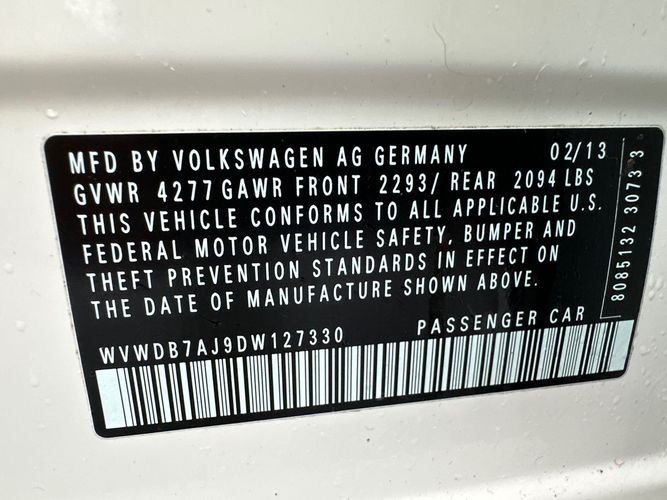 MFD BY VOLKSWAGEN AG GERMANY 02/13
GVWR 4277 GAWR FRONT 2293/ REAR 2094 LBS
THIS VEHICLE CONFORMS TO ALL APPLICABLE U.S.
FEDERAL MOTOR VEHICLE SAFETY, BUMPER AND
THEFT PREVENTION STANDARDS IN EFFECT ON
THE DATE OF MANUFACTURE SHOWN ABOVE.
WVWDB7AJ9DW127330 PASSENGER CAR
8085132 3073 3